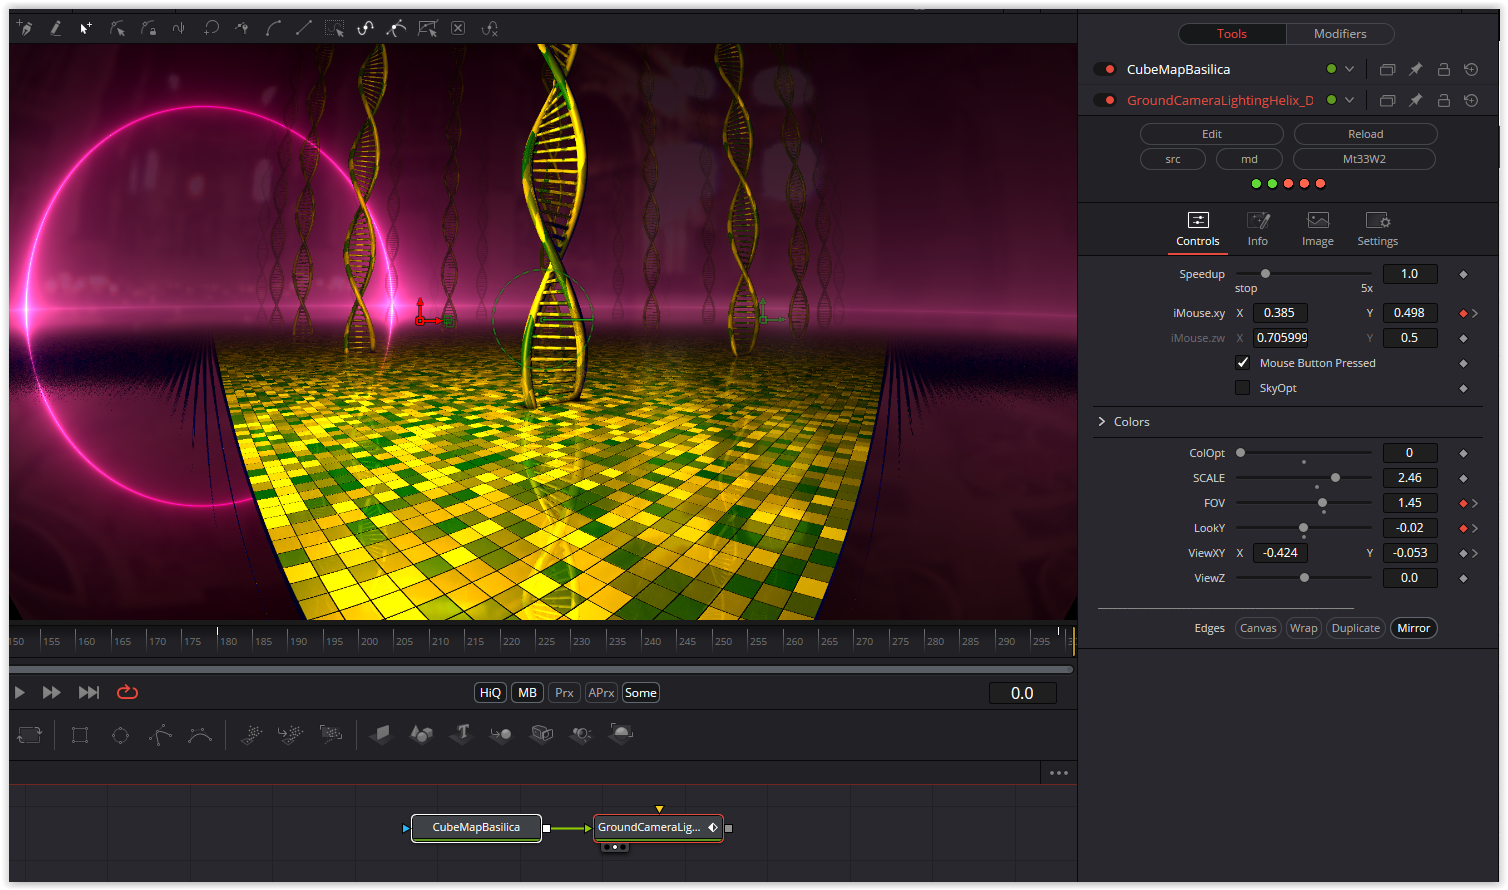 Tools Modifiers
CubeMapBasilica
GroundCameraLightingHelix_D
Edit Reload
src md Mt33W2
Controls Info Image Settings
Speedup 1.0
stop 5x
iMouse.xy X 0.385 Y 0.498
iMouse.zw X 0.705999 Y 0.5
Mouse Button Pressed
SkyOpt
Colors
ColOpt 0
SCALE 2.46
FOV 1.45
LookY -0.02
ViewXY X -0.424 Y -0.053
ViewZ 0.0
Edges Canvas Wrap Duplicate Mirror
150 155 160 165 170 175 180 185 190 195 200 205 210 215 220 225 230 235 240 245 250 255 260 265 270 275 280 285 290 295
HiQ MB Prx APrx Some 0.0
T
CubeMapBasilica GroundCameraLig...